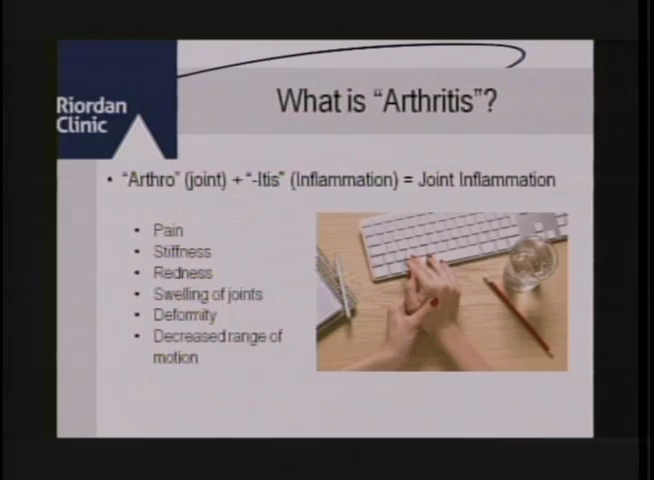 Riordan
Clinic
What is “Arthritis”?
• “Arthro” (joint) + “-Itis” (Inflammation) = Joint Inflammation
• Pain
• Stiffness
• Redness
• Swelling of joints
• Deformity
• Decreased range of
motion